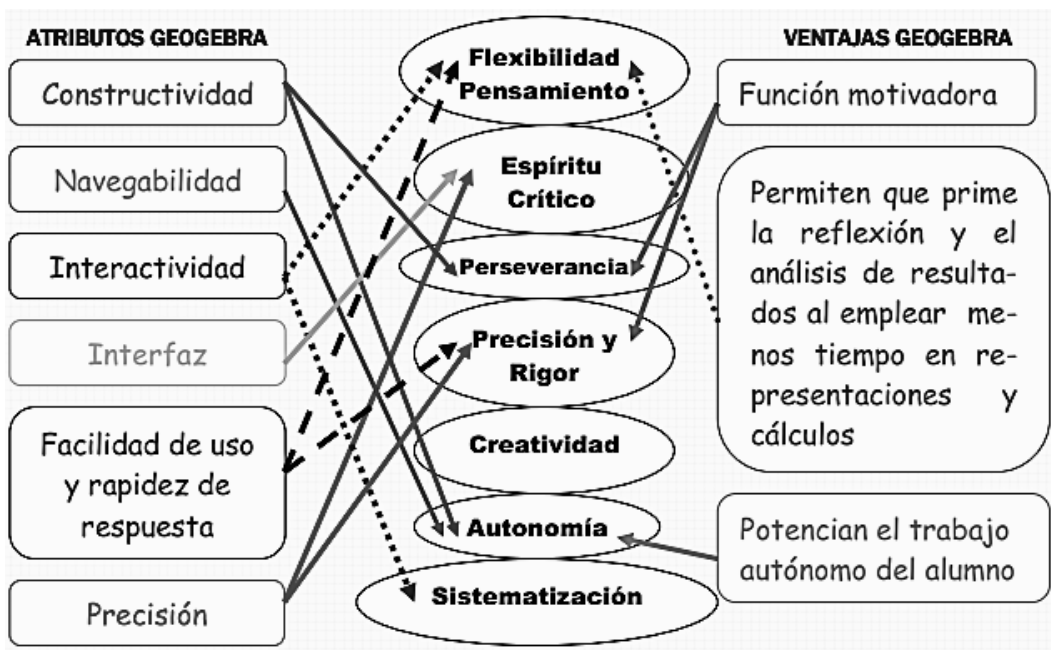 ATRIBUTOS GEOGEBRA
Constructividad
Navegabilidad
Interactividad
Interfaz
Facilidad de uso
y rapidez de
respuesta
Precisión
Flexibilidad
Pensamiento
Espíritu
Crítico
Perseverancia
Precisión y
Rigor
Creatividad
Autonomía
Sistematización
VENTAJAS GEOGEBRA
Función motivadora
Permiten que prime
la reflexión y el
análisis de resulta-
dos al emplear me-
nos tiempo en re-
presentaciones y
cálculos
Potencian el trabajo
autónomo del alumno